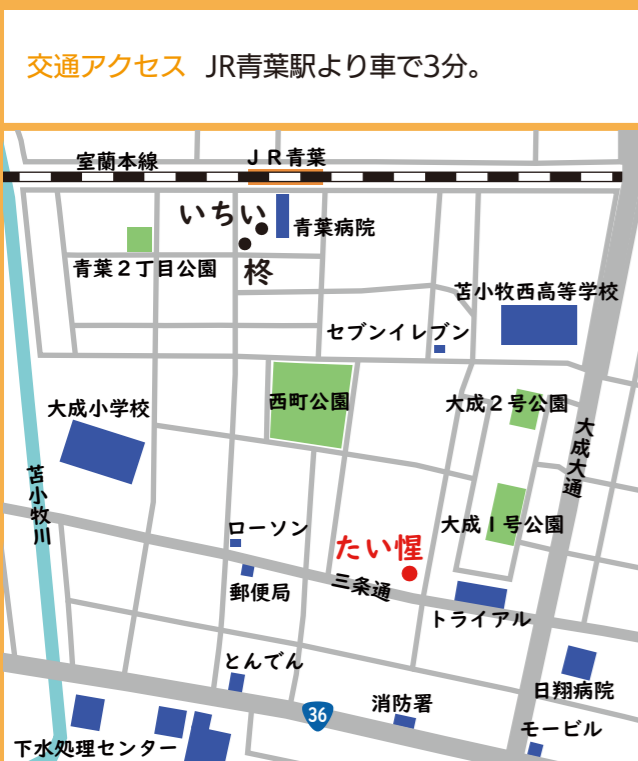 交通アクセス JR青葉駅より車で3分。
室蘭本線
JR青葉
いちい
青葉病院
青葉2丁目公園
柊
苫小牧西高等学校
セブンイレブン
大成小学校
西町公園
大成2号公園
大成大通
苫小牧川
ローソン
たい惺
大成1号公園
郵便局
三条通
トライアル
とんでん
日翔病院
36
消防署
モービル
下水処理センター